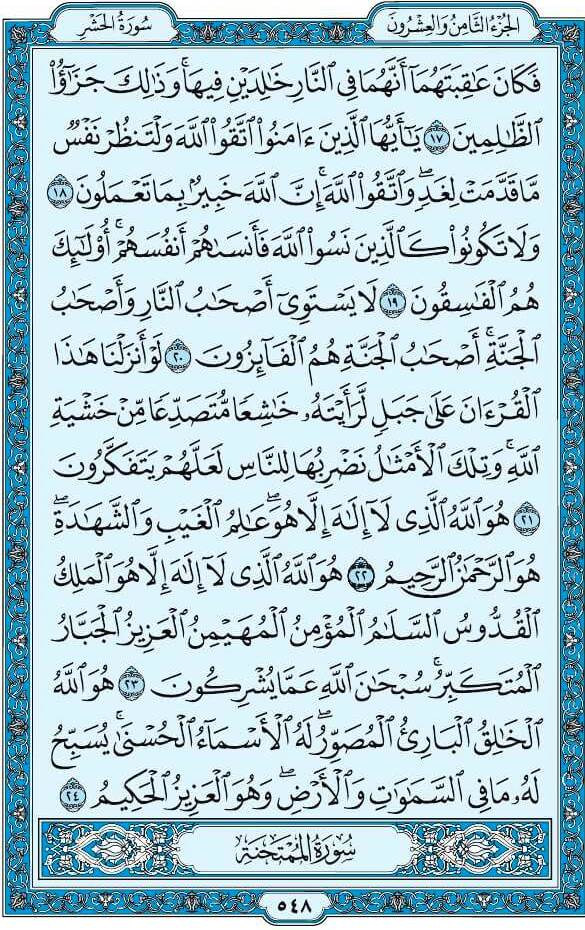 الجُزْءُ الثَّامِنُ وَالعِشْرُونَ
سُورَةُ الحَشْرِ
فَكَانَ عَٰقِبَتَهُمَآ أَنَّهُمَا فِي ٱلنَّارِ خَٰلِدَيۡنِ فِيهَاۚ وَذَٰلِكَ جَزَٰٓؤُاْ
ٱلظَّٰلِمِينَ ١٧ يَٰٓأَيُّهَا ٱلَّذِينَ ءَامَنُواْ ٱتَّقُواْ ٱللَّهَ وَلۡتَنظُرۡ نَفۡسٞ
مَّا قَدَّمَتۡ لِغَدٖۖ وَٱتَّقُواْ ٱللَّهَۚ إِنَّ ٱللَّهَ خَبِيرُۢ بِمَا تَعۡمَلُونَ ١٨
وَلَا تَكُونُواْ كَٱلَّذِينَ نَسُواْ ٱللَّهَ فَأَنسَىٰهُمۡ أَنفُسَهُمۡۚ أُوْلَٰٓئِكَ
هُمُ ٱلۡفَٰسِقُونَ ١٩ لَا يَسۡتَوِيٓ أَصۡحَٰبُ ٱلنَّارِ وَأَصۡحَٰبُ
ٱلۡجَنَّةِۚ أَصۡحَٰبُ ٱلۡجَنَّةِ هُمُ ٱلۡفَآئِزُونَ ٢٠ لَوۡ أَنزَلۡنَا هَٰذَا
ٱلۡقُرۡءَانَ عَلَىٰ جَبَلٖ لَّرَأَيۡتَهُۥ خَٰشِعٗا مُّتَصَدِّعٗا مِّنۡ خَشۡيَةِ
ٱللَّهِۚ وَتِلۡكَ ٱلۡأَمۡثَٰلُ نَضۡرِبُهَا لِلنَّاسِ لَعَلَّهُمۡ يَتَفَكَّرُونَ
٢١ هُوَ ٱللَّهُ ٱلَّذِي لَآ إِلَٰهَ إِلَّا هُوَۖ عَٰلِمُ ٱلۡغَيۡبِ وَٱلشَّهَٰدَةِۖ
هُوَ ٱلرَّحۡمَٰنُ ٱلرَّحِيمُ ٢٢ هُوَ ٱللَّهُ ٱلَّذِي لَآ إِلَٰهَ إِلَّا هُوَ ٱلۡمَلِكُ
ٱلۡقُدُّوسُ ٱلسَّلَٰمُ ٱلۡمُؤۡمِنُ ٱلۡمُهَيۡمِنُ ٱلۡعَزِيزُ ٱلۡجَبَّارُ
ٱلۡمُتَكَبِّرُۚ سُبۡحَٰنَ ٱللَّهِ عَمَّا يُشۡرِكُونَ ٢٣ هُوَ ٱللَّهُ
ٱلۡخَٰلِقُ ٱلۡبَارِئُ ٱلۡمُصَوِّرُۖ لَهُ ٱلۡأَسۡمَآءُ ٱلۡحُسۡنَىٰۚ يُسَبِّحُ
لَهُۥ مَا فِي ٱلسَّمَٰوَٰتِ وَٱلۡأَرۡضِۖ وَهُوَ ٱلۡعَزِيزُ ٱلۡحَكِيمُ ٢٤
سُورَةُ المُمْتَحنَةِ
٥٤٨